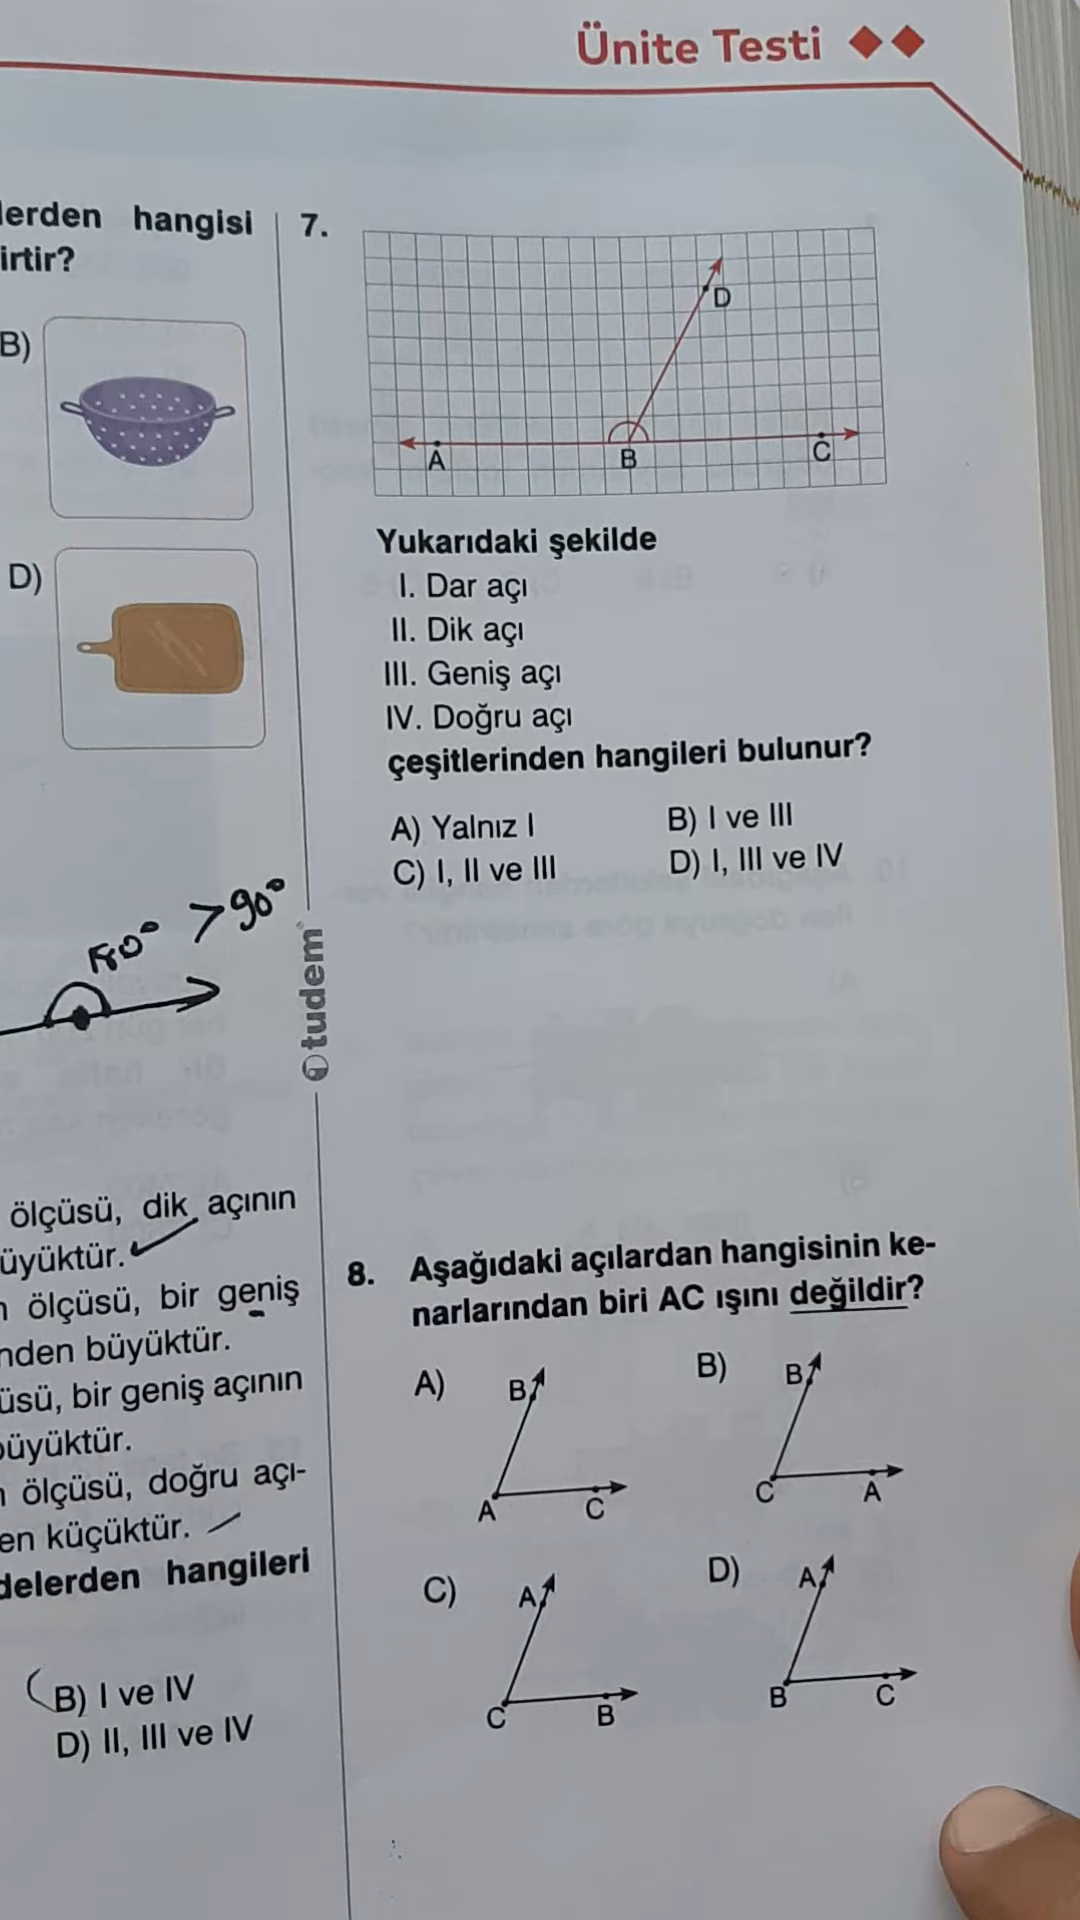 Ünite Testi
lerden hangisi
irtir?
B)
D)
180° >90°
ölçüsü, dik açının
üyüktür.
ölçüsü, bir geniş
nden büyüktür.
üsü, bir geniş açının
büyüktür.
ölçüsü, doğru açı-
en küçüktür.
delerden hangileri
B) I ve IV
D) II, III ve IV
tudem
7.
D
A
B
C
Yukarıdaki şekilde
I. Dar açı
II. Dik açı
III. Geniş açı
IV. Doğru açı
çeşitlerinden hangileri bulunur?
A) Yalnız I
B) I ve III
C) I, II ve III
D) I, III ve IV
8. Aşağıdaki açılardan hangisinin ke-
narlarından biri AC ışını değildir?
A)
B
A
C
B)
B
C
A
C)
A
C
B
D)
A
B
C